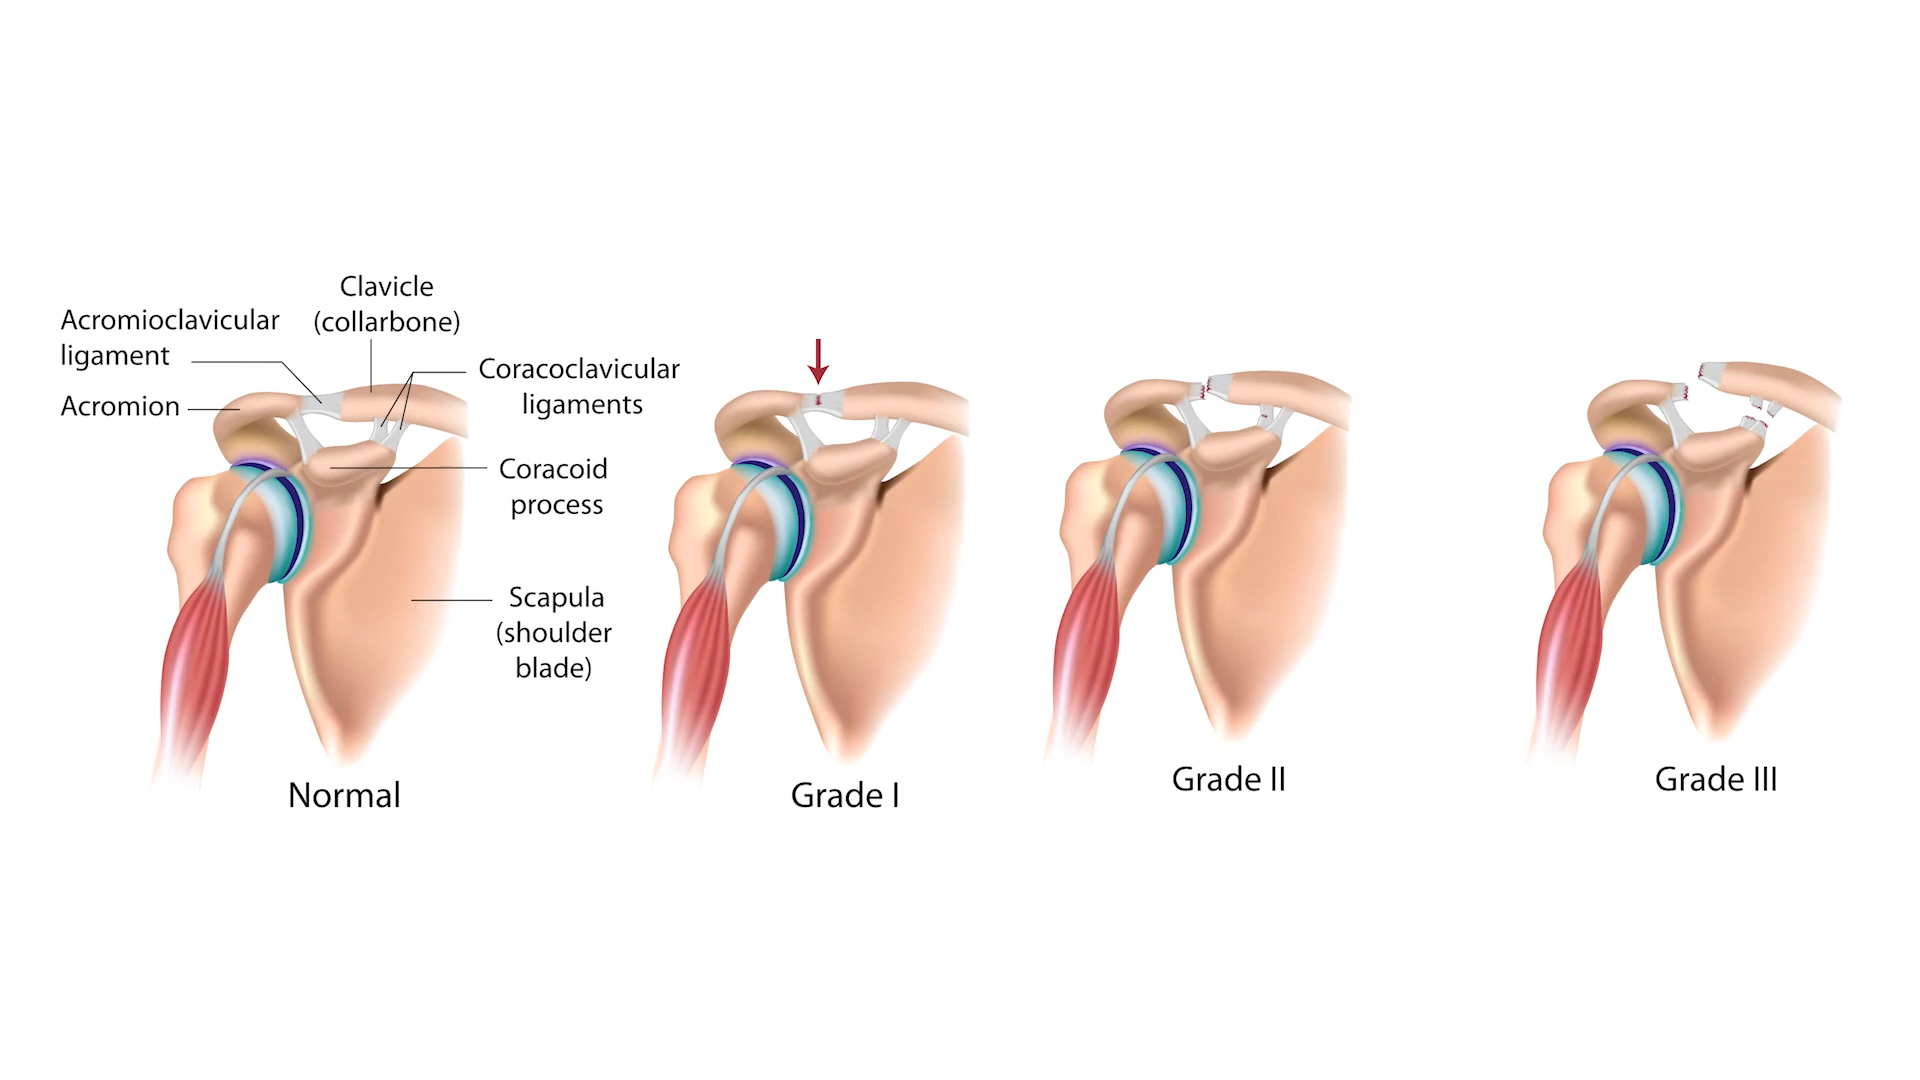 Clavicle
(collarbone)
Acromioclavicular
ligament
Acromion
Coracoclavicular
ligaments
Coracoid
process
Scapula
(shoulder
blade)
Normal
Grade I
Grade II
Grade III